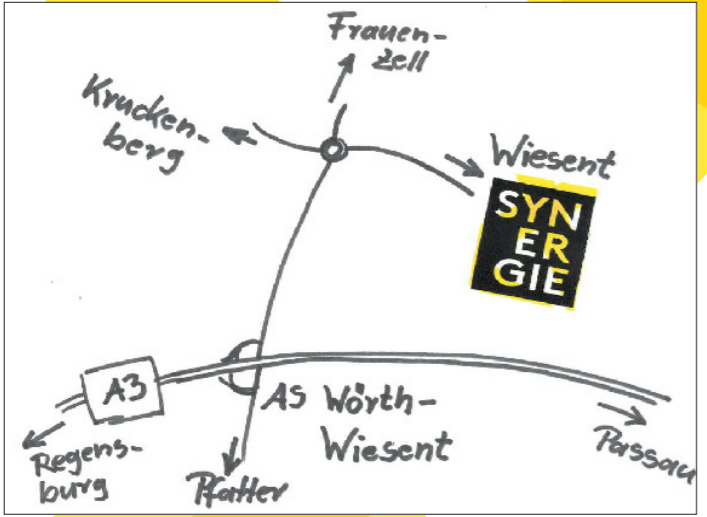 Frauen-
zell
Krucken-
berg
Wiesent
SYN
ER
GIE
A3
AS Wörth-
Wiesent
Regens-
burg
Pfatter
Passau